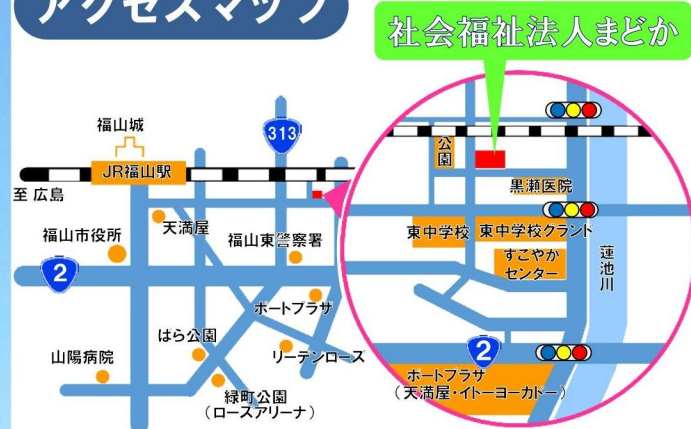 アクセスマップ
社会福祉法人まどか
福山城
313
JR福山駅
至 広島
天満屋
福山市役所
福山東警察署
2
ポートプラザ
はら公園
山陽病院
リーデンローズ
緑町公園
(ローズアリーナ)
公園
黒瀬医院
東中学校
東中学校グランド
すこやか
センター
蓮池川
2
ポートプラザ
(天満屋・イトーヨーカドー)